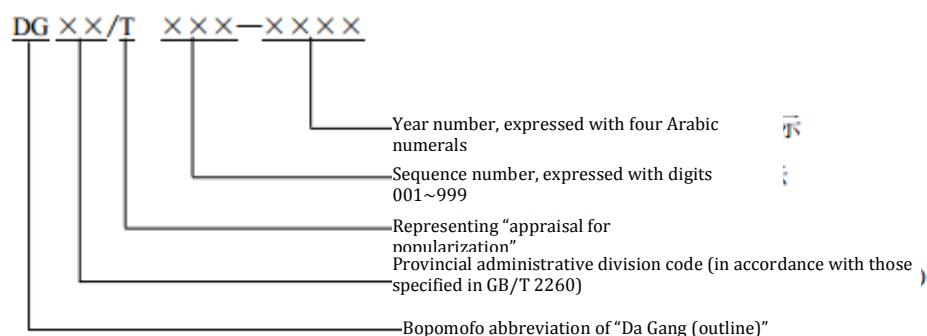 DG ××/T ×××—××××
Year number, expressed with four Arabic
numerals
示
Sequence number, expressed with digits
001~999
Representing “appraisal for
popularization”
Provincial administrative division code (in accordance with those
specified in GB/T 2260)
)
Bopomofo abbreviation of “Da Gang (outline)”